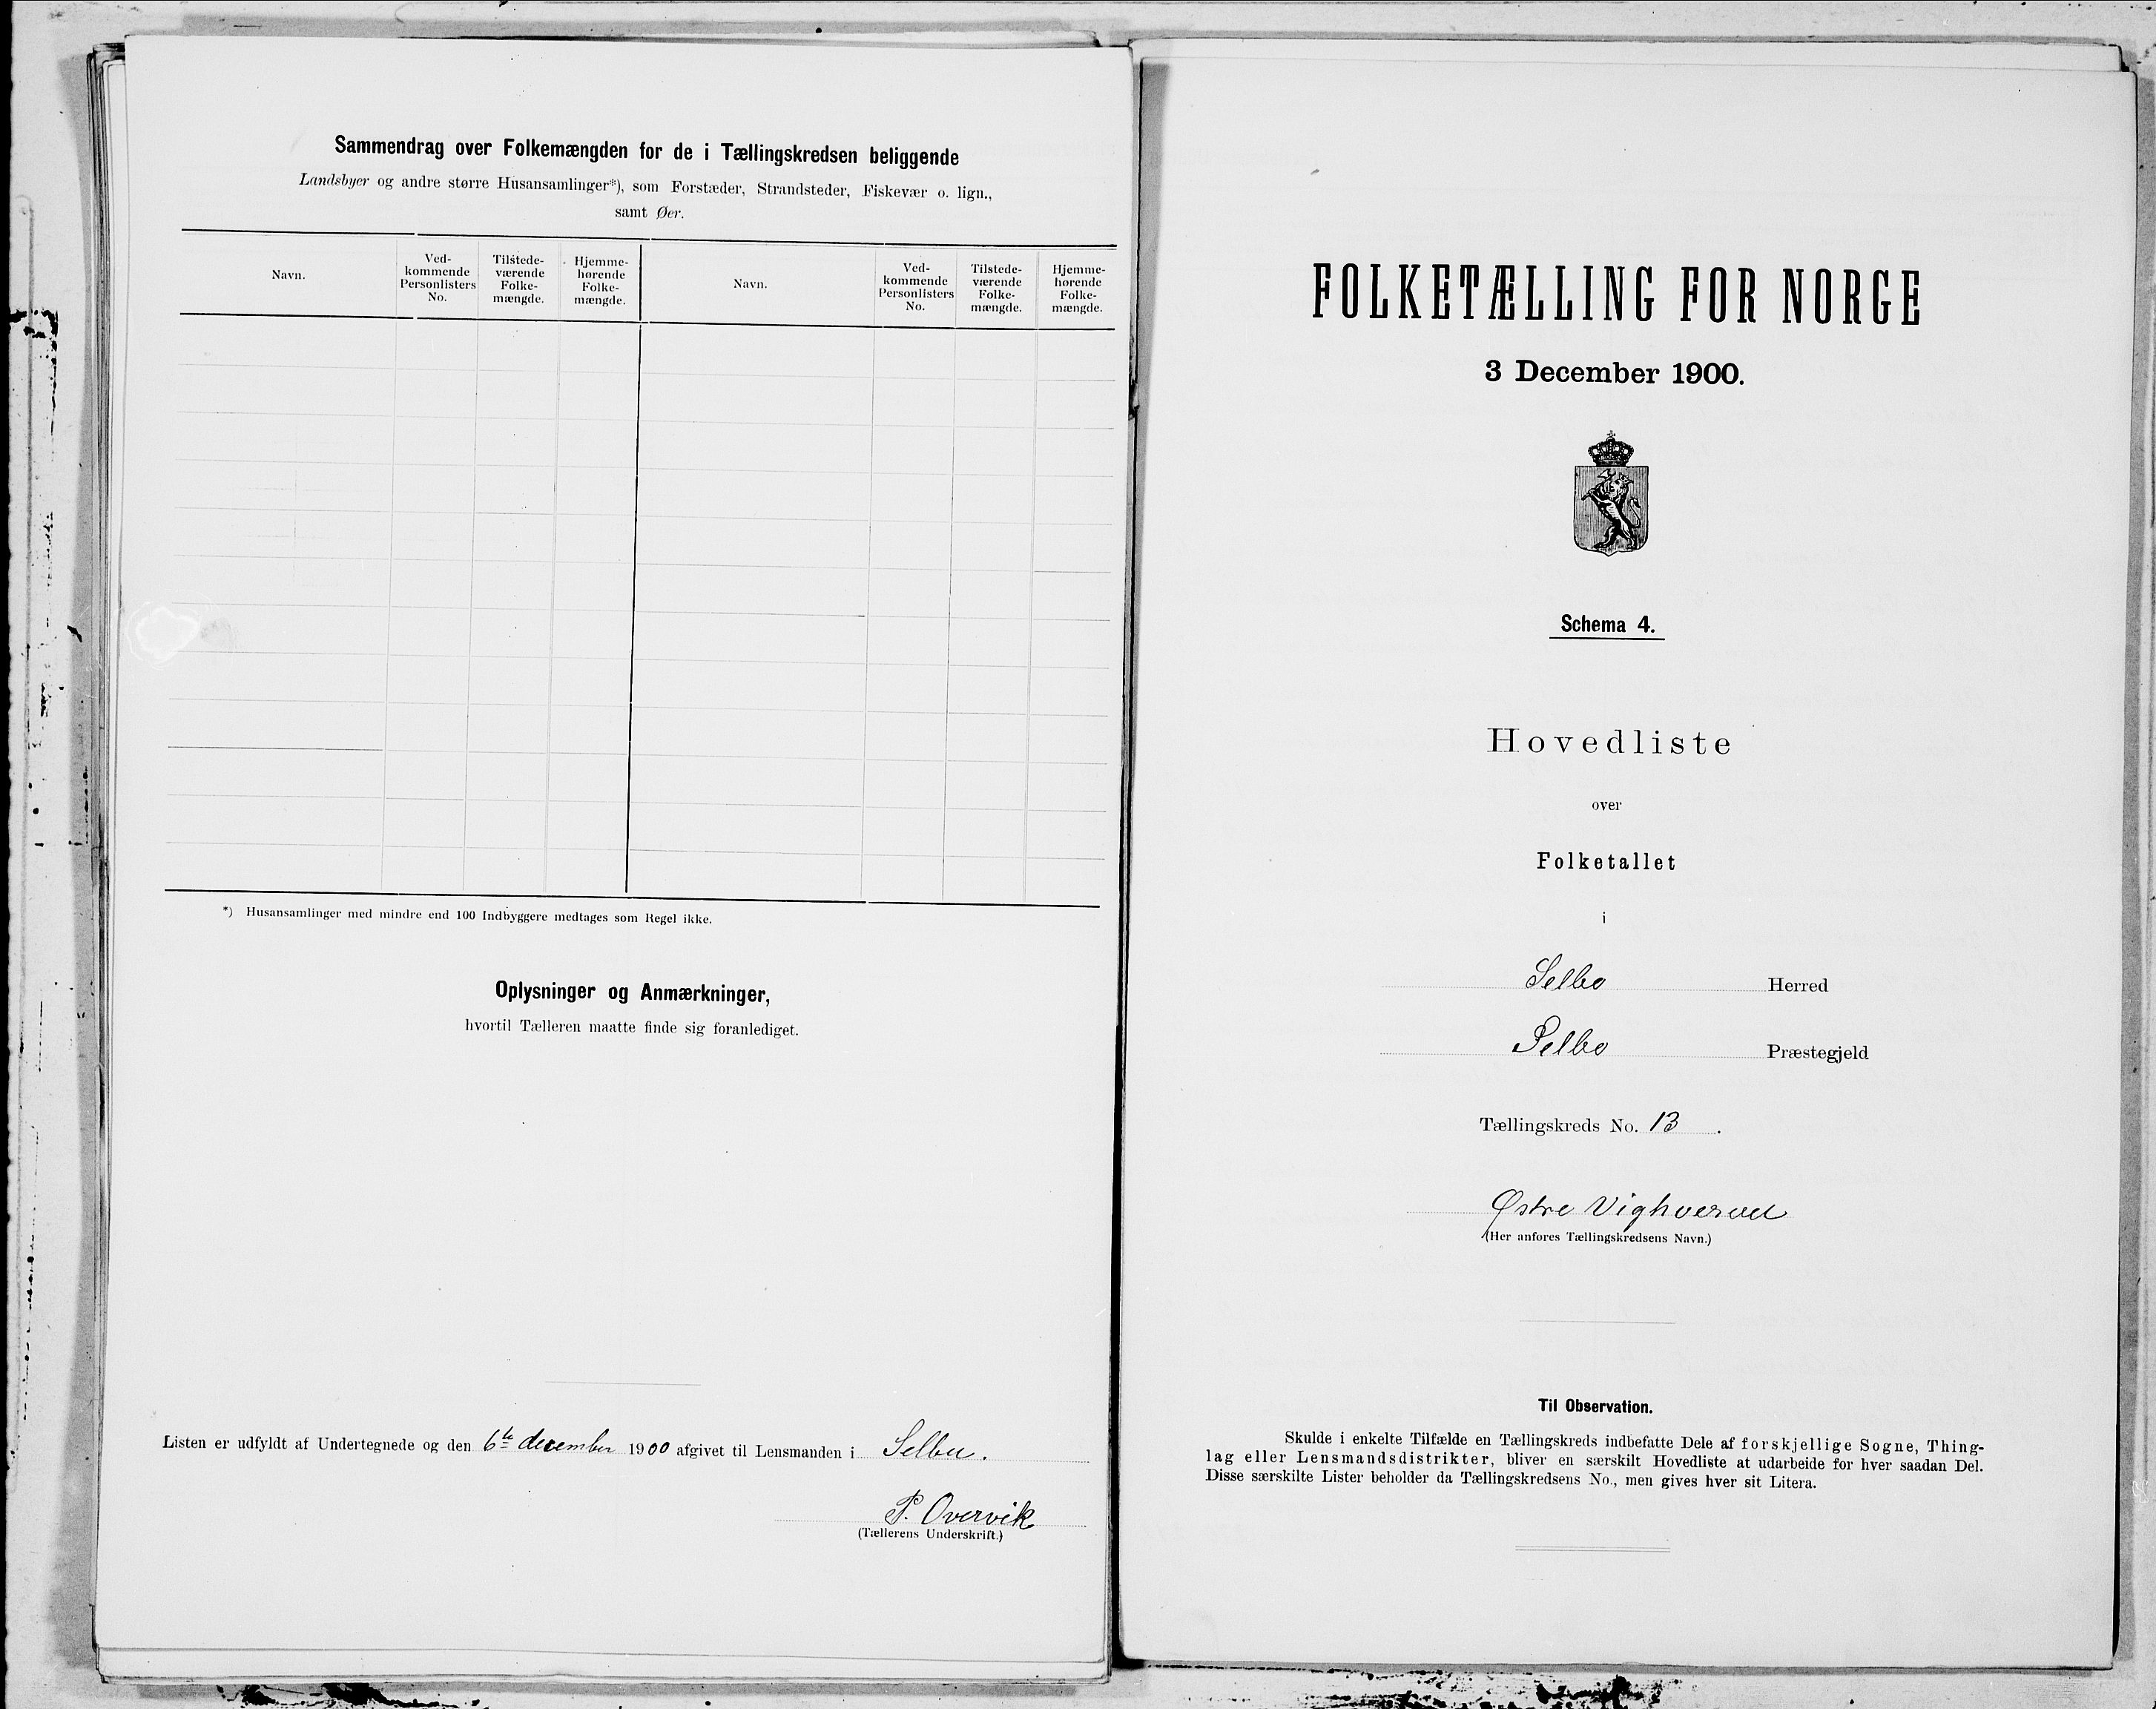 Sammendrag over Folkemængden for de i Tællingskredsen beliggende
Landsbyer og andre større Husansamlinger*), som Forstæder, Strandsteder, Fiskevær o. lign.,
samt Øer.
Navn.
Ved-
kommende
Personlisters
No.
Tilstede-
værende
Folke-
mængde.
Hjemme-
hørende
Folke-
mængde.
Navn.
Ved-
kommende
Personlisters
No.
Tilstede-
værende
Folke-
mængde.
Hjemme-
hørende
Folke-
mængde.
*) Husansamlinger med mindre end 100 Indbyggere medtages som Regel ikke.
Oplysninger og Anmærkninger,
hvortil Tælleren maatte finde sig foranlediget.
Listen er udfyldt af Undertegnede og den 6te december 1900 afgivet til Lensmanden i Selbu.
P. Overvik
(Tællerens Underskrift.)
FOLKETÆLLING FOR NORGE
3 December 1900.
Schema 4.
Hovedliste
over
Folketallet
i
Selbo Herred
Selbo Præstegjeld
Tællingskreds No. 13.
Østre
(Her anføres Tællingskredsens Navn.)
Til Observation.
Skulde i enkelte Tilfælde en Tællingskreds indbefatte Dele af forskjellige Sogne, Thing-
lag eller Lensmandsdistrikter, bliver en særskilt Hovedliste at udarbeide for hver saadan Del.
Disse særskilte Lister beholder da Tællingskredsens No., men gives hver sit Litera.